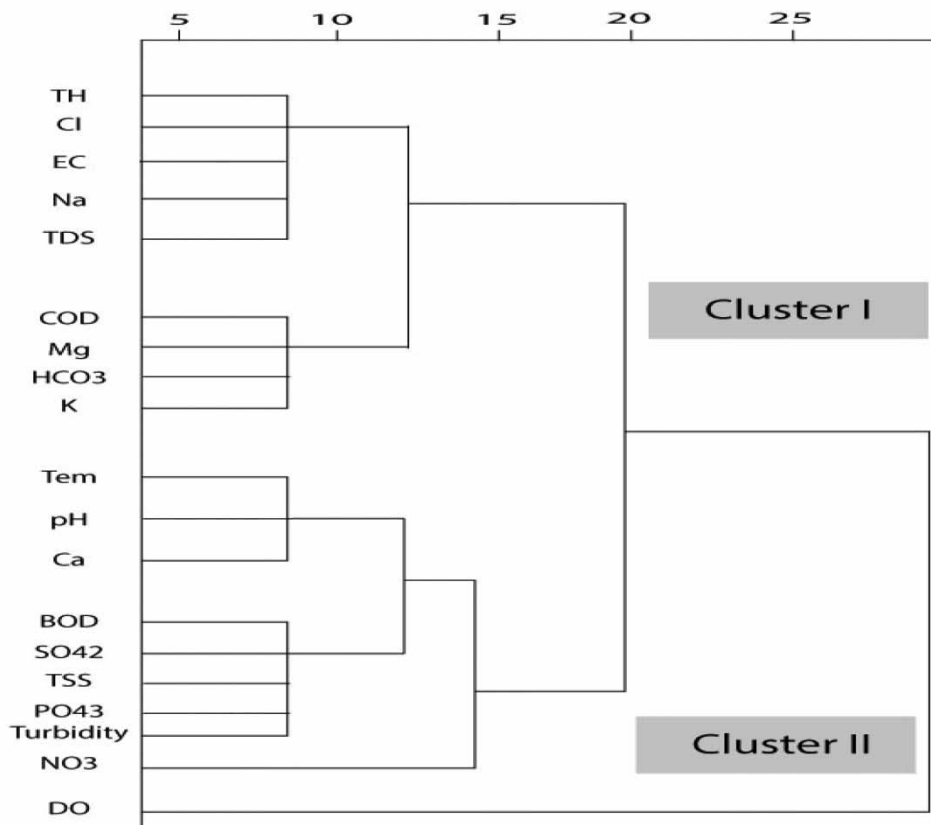 5 10 15 20 25
TH
Cl
EC
Na
TDS
COD
Cluster I
Mg
HCO3
K
Tem
pH
Ca
BOD
SO42
TSS
PO43
Turbidity
Cluster II
NO3
DO